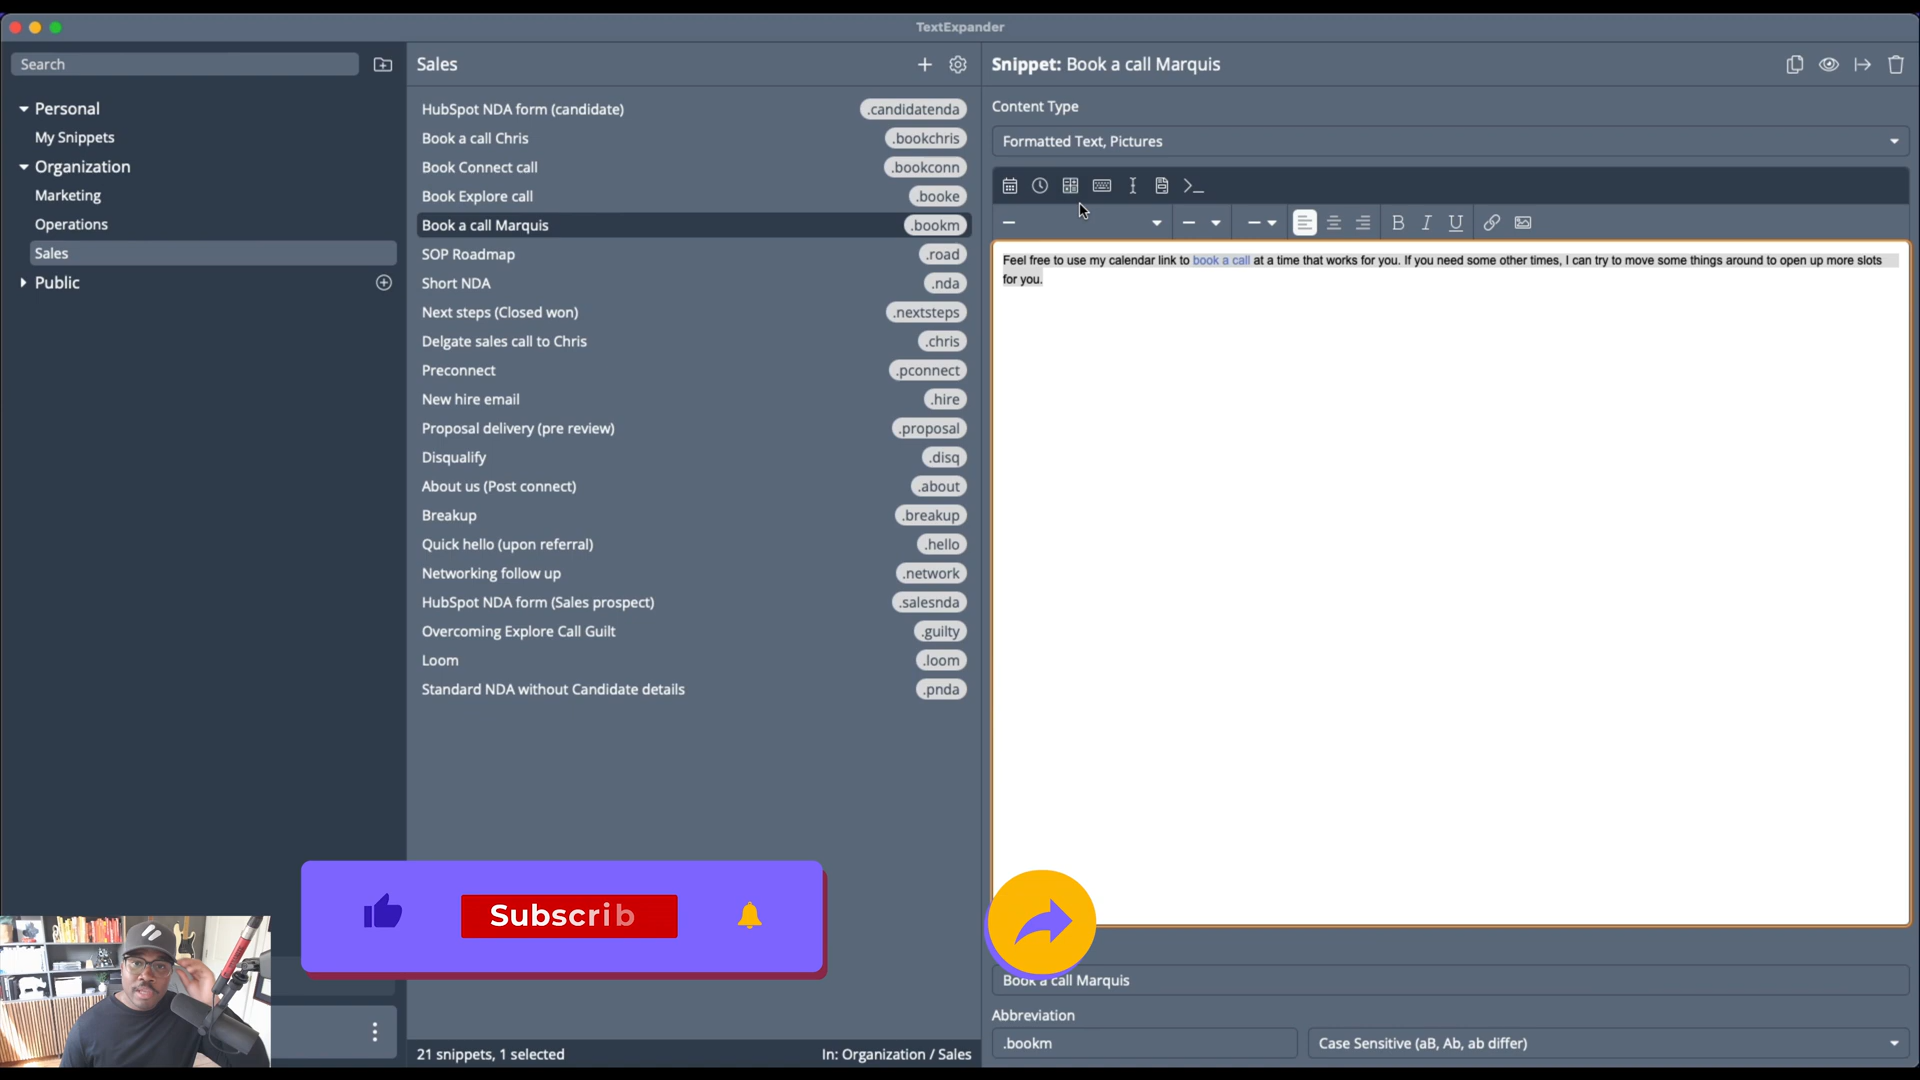 TextExpander
Search
Personal
My Snippets
Organization
Marketing
Operations
Sales
Public
Sales
HubSpot NDA form (candidate) .candidatenda
Book a call Chris .bookchris
Book Connect call .bookconn
Book Explore call .booke
Book a call Marquis .bookm
SOP Roadmap .road
Short NDA .nda
Next steps (Closed won) .nextsteps
Delgate sales call to Chris .chris
Preconnect .pconnect
New hire email .hire
Proposal delivery (pre review) .proposal
Disqualify .disq
About us (Post connect) .about
Breakup .breakup
Quick hello (upon referral) .hello
Networking follow up .network
HubSpot NDA form (Sales prospect) .salesnda
Overcoming Explore Call Guilt .guilty
Loom .loom
Standard NDA without Candidate details .pnda
Subscrib
21 snippets, 1 selected In: Organization / Sales
Snippet: Book a call Marquis
Content Type
Formatted Text, Pictures
B I U
Feel free to use my calendar link to book a call at a time that works for you. If you need some other times, I can try to move some things around to open up more slots
for you.
Book a call Marquis
Abbreviation
.bookm Case Sensitive (aB, Ab, ab differ)